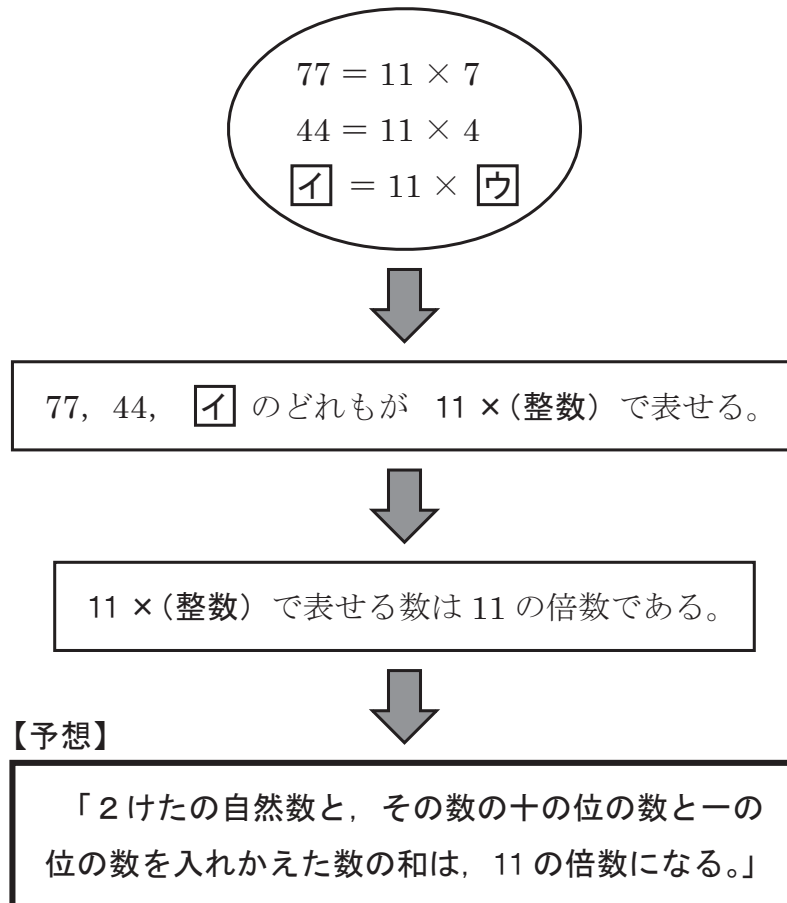 77 = 11 × 7
44 = 11 × 4
イ = 11 × ウ
77, 44, イ のどれもが 11 ×(整数)で表せる。
11 ×(整数)で表せる数は 11 の倍数である。
【予想】
「2けたの自然数と, その数の十の位の数と一の
位の数を入れかえた数の和は, 11 の倍数になる。」